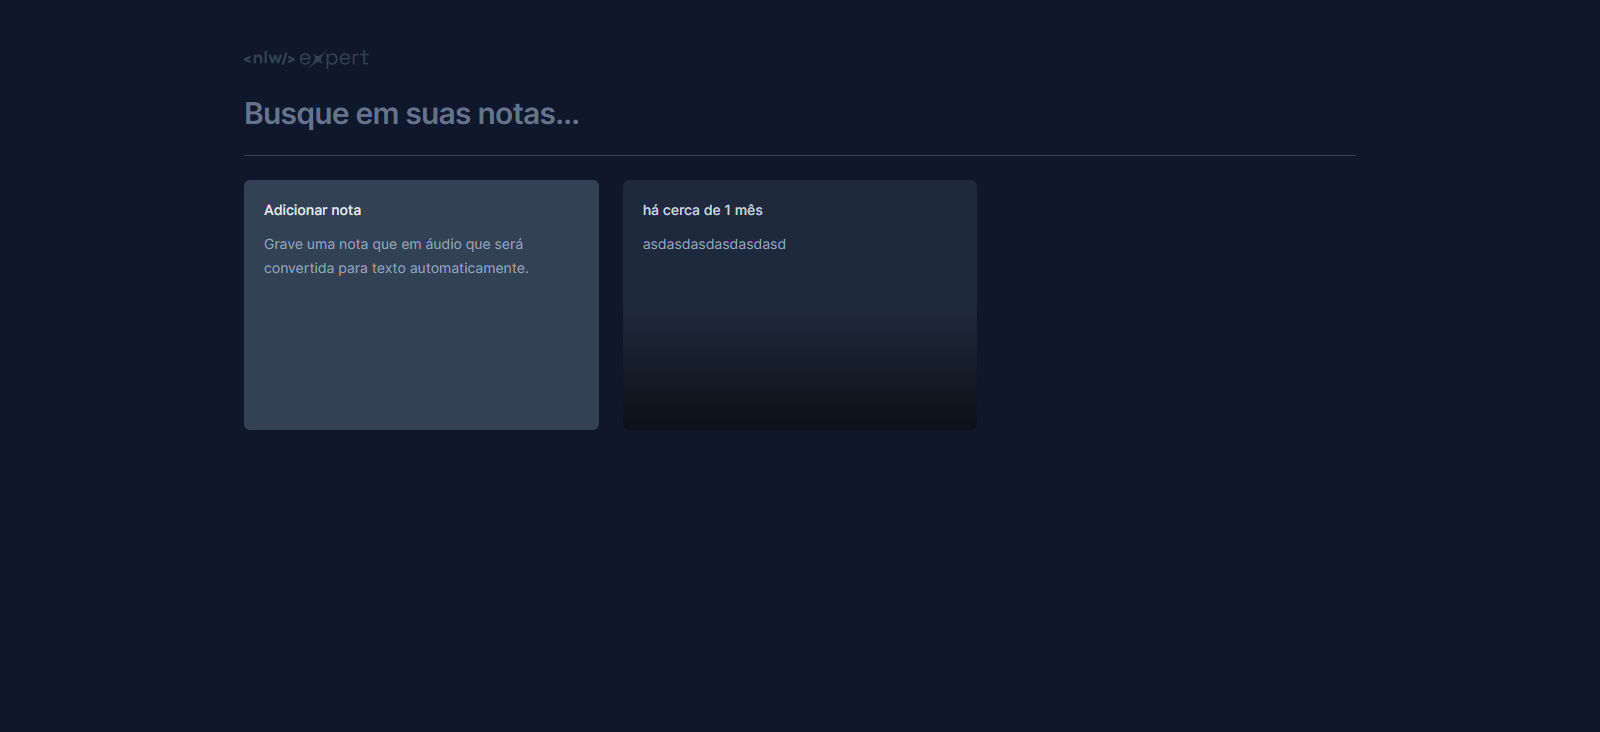 <nlw/> expert
Busque em suas notas...
Adicionar nota
Grave uma nota que em áudio que será
convertida para texto automaticamente.
há cerca de 1 mês
asdasdasdasdasdasd